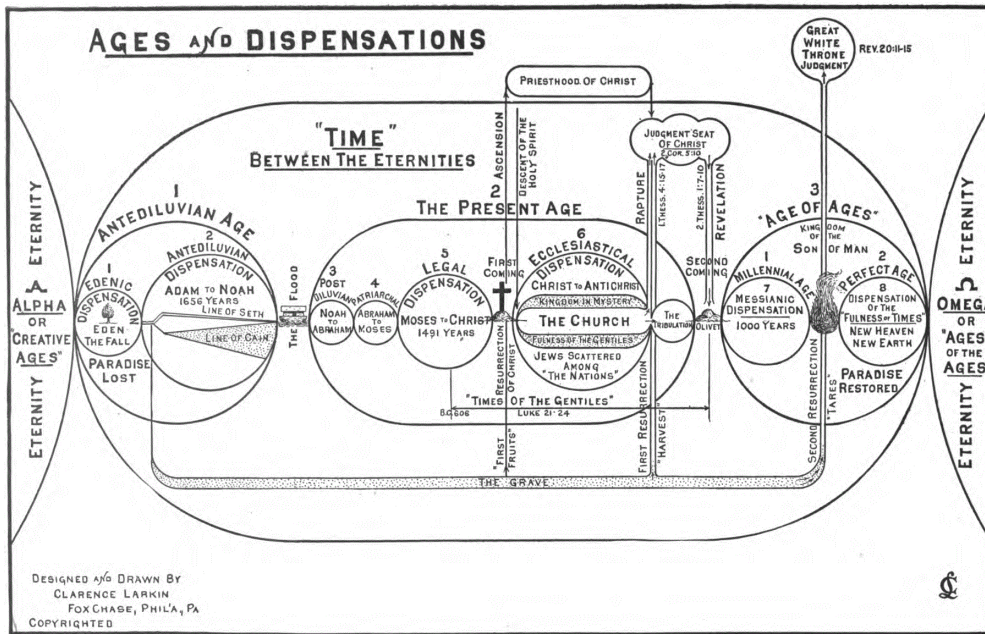 AGES AND DISPENSATIONS
GREAT
WHITE
THRONE
JUDGMENT
REV. 20:11-15
PRIESTHOOD OF CHRIST
"TIME"
BETWEEN THE ETERNITIES
ASCENSION
DESCENT OF THE
HOLY SPIRIT
JUDGMENT SEAT
OF CHRIST
2. COR. 5:10
RAPTURE
1. THESS. 4:15-17
2. THESS. 1:7-10
REVELATION
ETERNITY
A
ALPHA
OR
"CREATIVE
AGES"
ETERNITY
1
ANTEDILUVIAN AGE
1
EDENIC
DISPENSATION
EDEN
THE FALL
PARADISE
LOST
2
ANTEDILUVIAN
DISPENSATION
ADAM TO NOAH
1656 YEARS
LINE OF SETH
LINE OF CAIN
THE FLOOD
2
THE PRESENT AGE
3
POST
DILUVIAN
NOAH
TO
ABRAHAM
4
PATRIARCHAL
ABRAHAM
TO
MOSES
5
LEGAL
DISPENSATION
MOSES TO CHRIST
1491 YEARS
FIRST
COMING
RESURRECTION
OF CHRIST
6
ECCLESIASTICAL
DISPENSATION
CHRIST TO ANTICHRIST
KINGDOM IN MYSTERY
THE CHURCH
FULNESS OF THE GENTILES
JEWS SCATTERED
AMONG
"THE NATIONS"
THE
TRIBULATION
SECOND
COMING
OLIVET
"TIMES OF THE GENTILES"
B.C. 606
LUKE 21-24
"FIRST
FRUITS"
FIRST RESURRECTION
"HARVEST"
3
"AGE OF AGES"
KINGDOM
OF THE
SON OF MAN
1
MILLENNIAL AGE
7
MESSIANIC
DISPENSATION
1000 YEARS
2
PERFECT AGE
8
DISPENSATION
OF THE
"FULNESS OF TIMES"
NEW HEAVEN
NEW EARTH
PARADISE
RESTORED
SECOND RESURRECTION
"TARES"
THE GRAVE
ETERNITY
OMEGA
OR
"AGES
OF THE
AGES"
ETERNITY
DESIGNED AND DRAWN BY
CLARENCE LARKIN
FOX CHASE, PHIL'A, PA
COPYRIGHTED